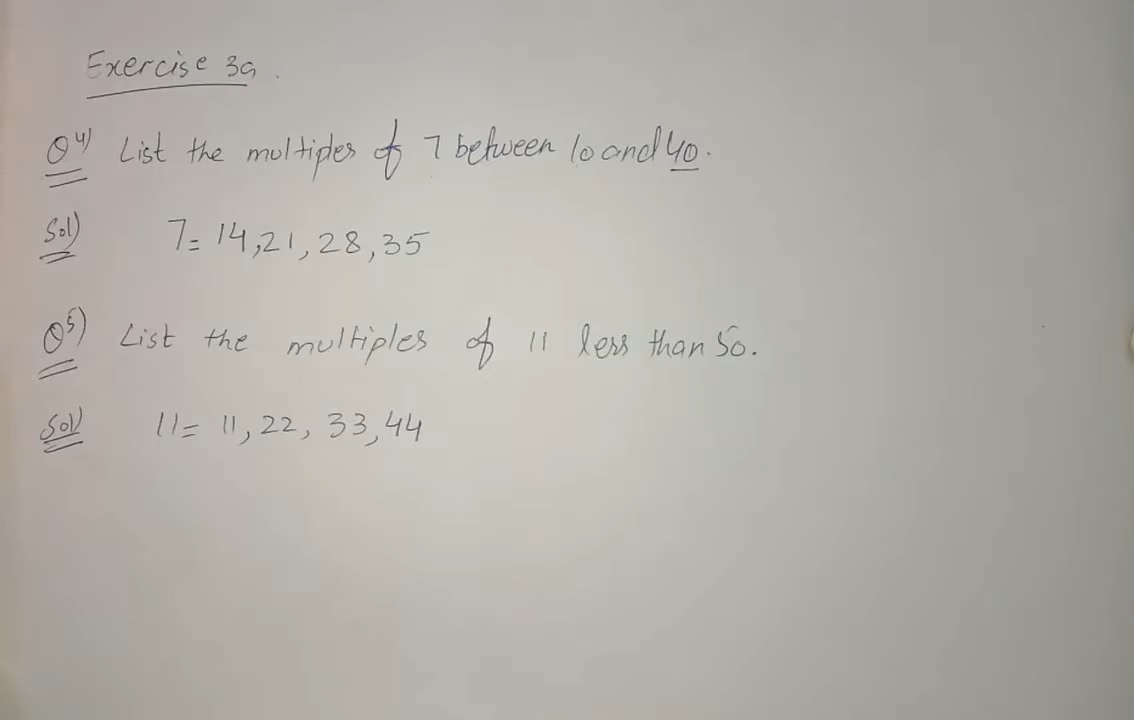 Exercise 3a.
Q4) List the multiples of 7 between 10 and 40.
Sol) 7= 14,21, 28,35
Q5) List the multiples of 11 less than 50.
Sol) 11= 11,22, 33,44